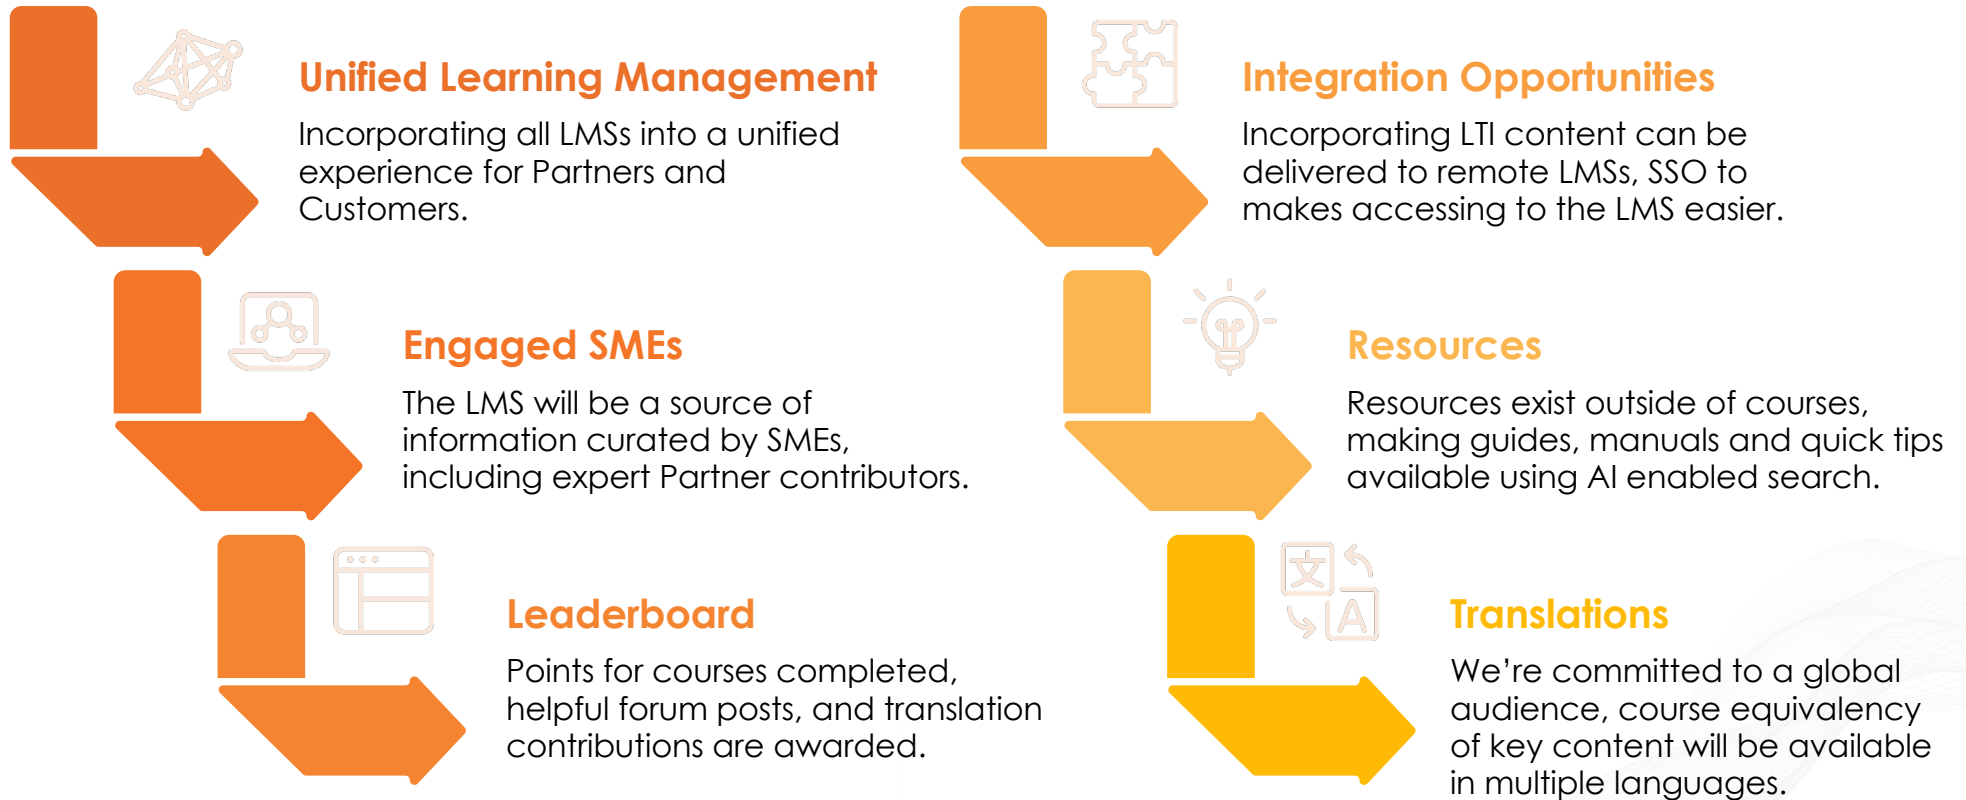 Unified Learning Management
Incorporating all LMSs into a unified
experience for Partners and
Customers.
Engaged SMEs
The LMS will be a source of
information curated by SMEs,
including expert Partner contributors.
Leaderboard
Points for courses completed,
helpful forum posts, and translation
contributions are awarded.
Integration Opportunities
Incorporating LTI content can be
delivered to remote LMSs, SSO to
makes accessing to the LMS easier.
Resources
Resources exist outside of courses,
making guides, manuals and quick tips
available using AI enabled search.
文
A
Translations
We’re committed to a global
audience, course equivalency
of key content will be available
in multiple languages.